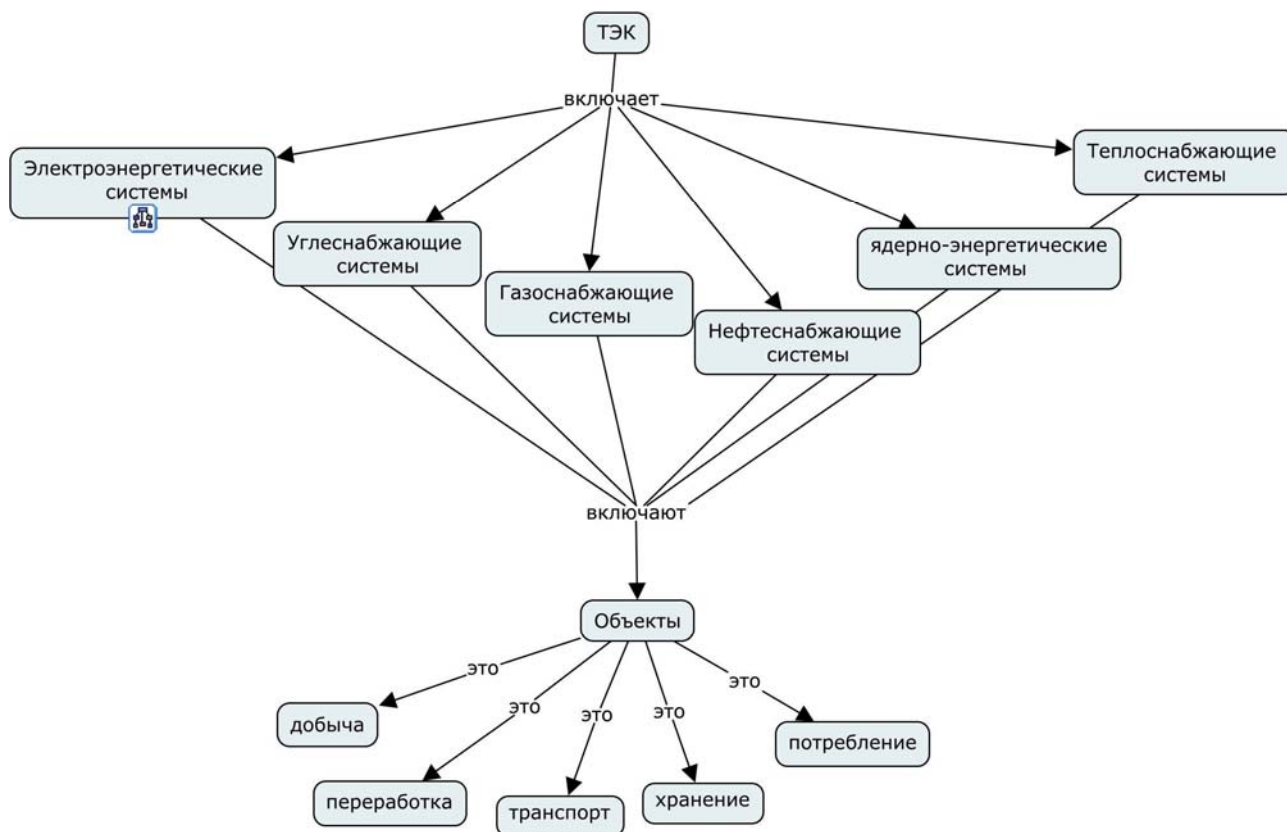 ТЭК
включает
Электроэнергетические
системы
Углеснабжающие
системы
Газоснабжающие
системы
Нефтеснабжающие
системы
ядерно-энергетические
системы
Теплоснабжающие
системы
включают
Объекты
это
это
это
это
это
добыча
переработка
транспорт
хранение
потребление